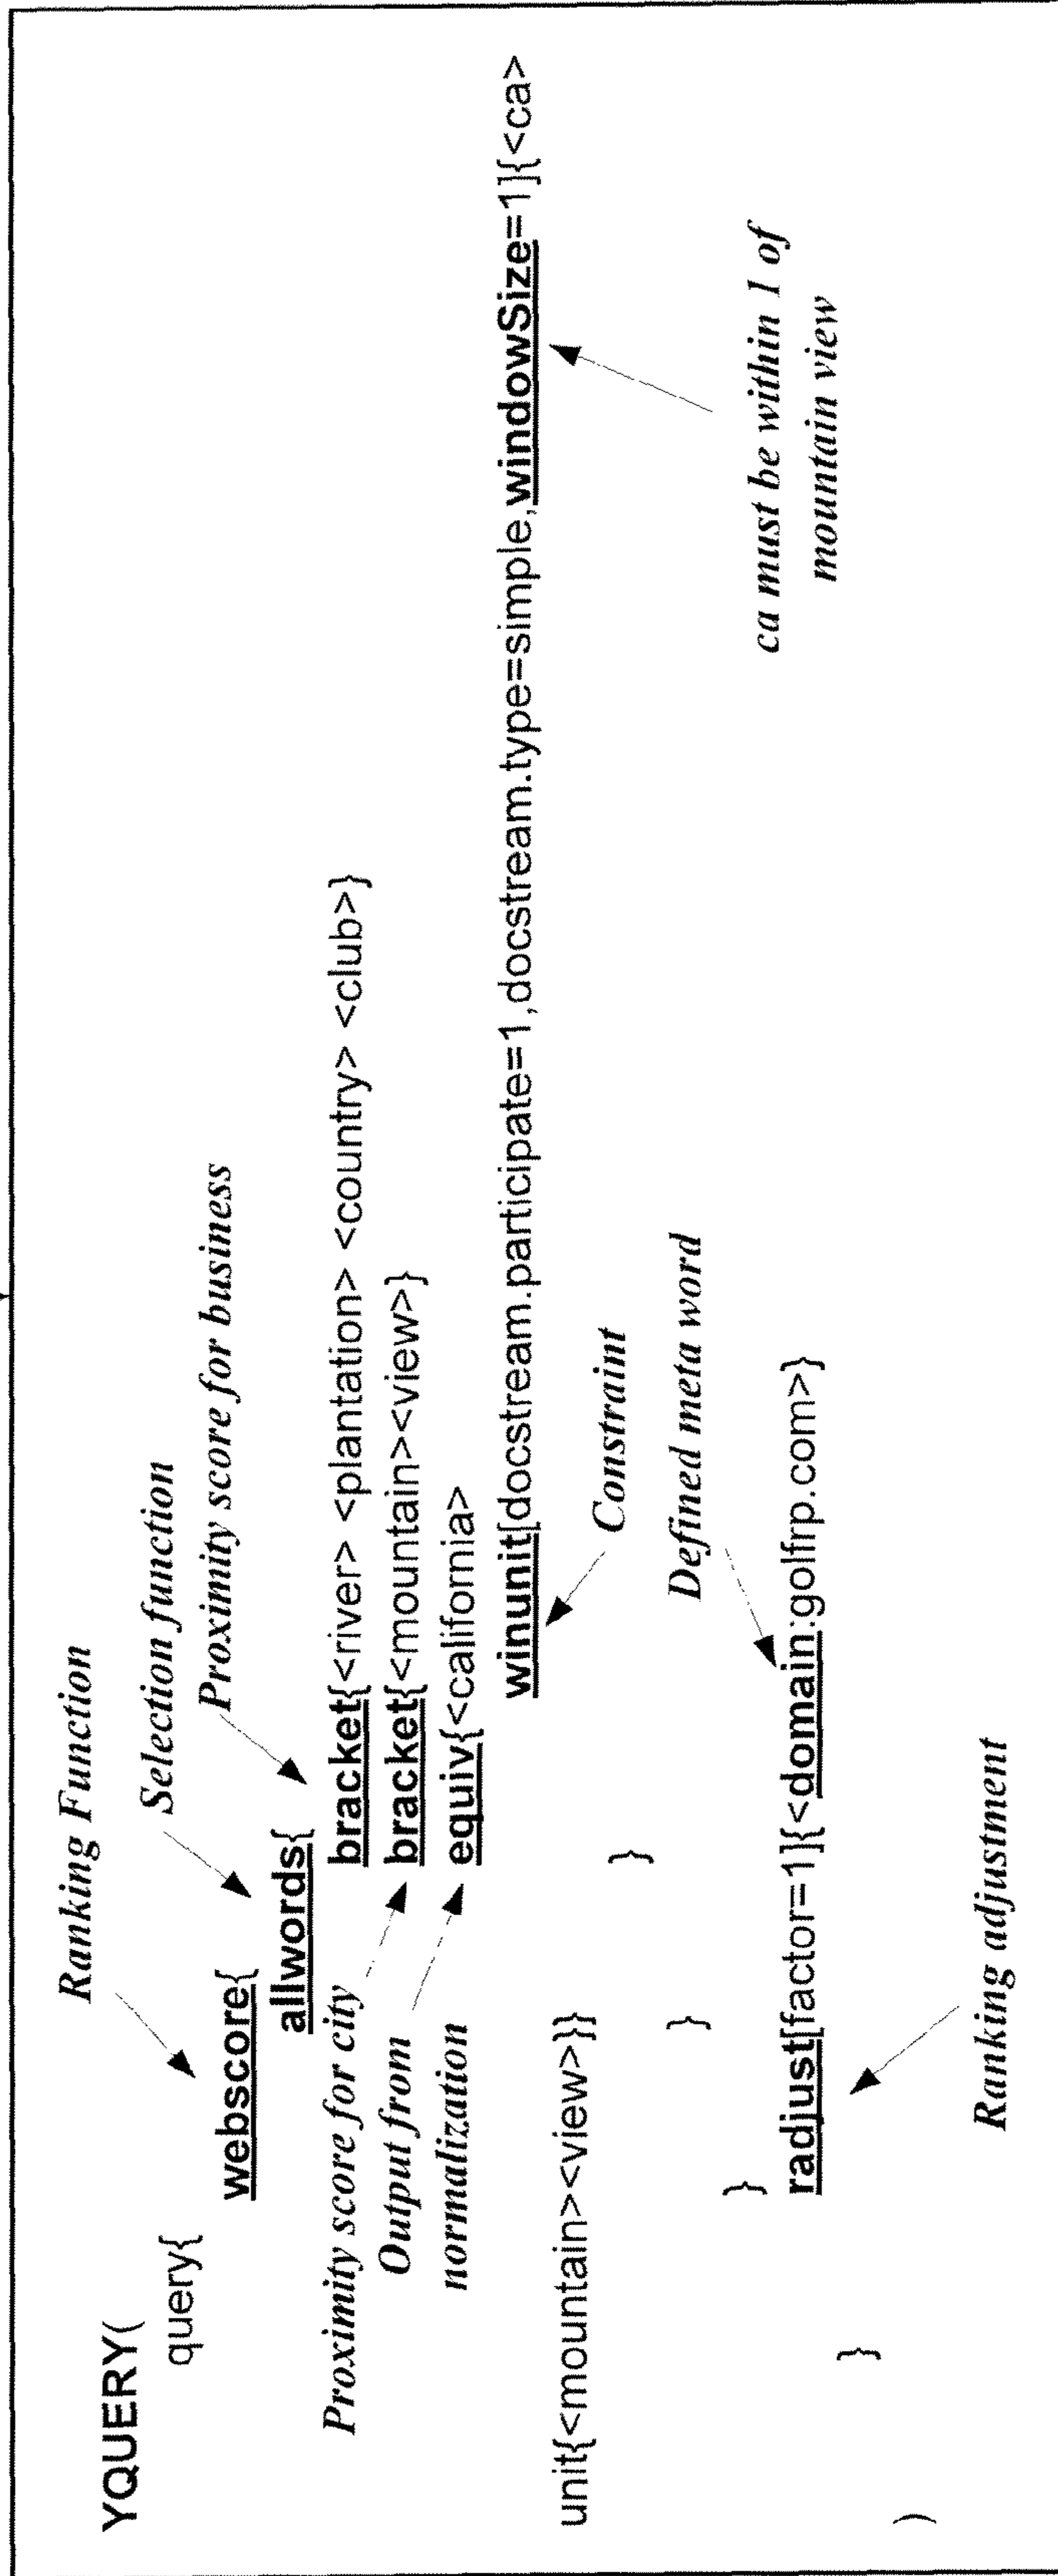 YQUERY(
query{
Ranking Function
webscore{
Selection function
allwords{
Proximity score for business
bracket{<river> <plantation> <country> <club>}
Proximity score for city
bracket{<mountain><view>}
Output from
normalization
equiv{<california>
winunit[docstream.participate=1,docstream.type=simple,windowSize=1]{<ca>
unit{<mountain><view>}}
Constraint
}
Defined meta word
}
ca must be within 1 of
mountain view
}
radjust[factor=1]{<domain:golfrp.com>}
}
)
Ranking adjustment